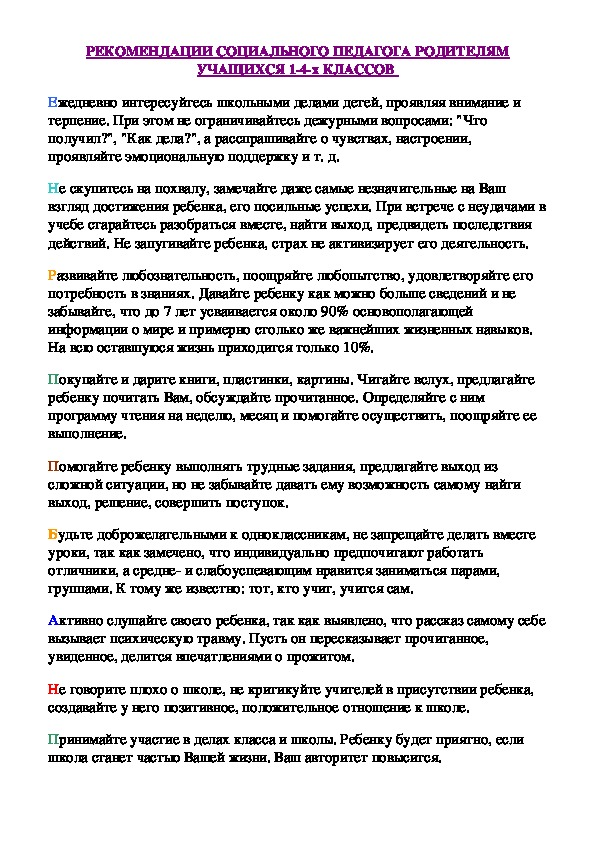 РЕКОМЕНДАЦИИ СОЦИАЛЬНОГО ПЕДАГОГА РОДИТЕЛЯМ
УЧАЩИХСЯ 1-4-х КЛАССОВ
Ежедневно интересуйтесь школьными делами детей, проявляя внимание и
терпение. При этом не ограничивайтесь дежурными вопросами: "Что
получил?", "Как дела?", а расспрашивайте о чувствах, настроении,
проявляйте эмоциональную поддержку и т. д.
Не скупитесь на похвалу, замечайте даже самые незначительные на Ваш
взгляд достижения ребенка, его посильные успехи. При встрече с неудачами в
учебе старайтесь разобраться вместе, найти выход, предвидеть последствия
действий. Не запугивайте ребенка, страх не активизирует его деятельность.
Развивайте любознательность, поощряйте любопытство, удовлетворяйте его
потребность в знаниях. Давайте ребенку как можно больше сведений и не
забывайте, что до 7 лет усваивается около 90% основополагающей
информации о мире и примерно столько же важнейших жизненных навыков.
На всю оставшуюся жизнь приходится только 10%.
Покупайте и дарите книги, пластинки, картины. Читайте вслух, предлагайте
ребенку почитать Вам, обсуждайте прочитанное. Определяйте с ним
программу чтения на неделю, месяц и помогайте осуществить, поощряйте ее
выполнение.
Помогайте ребенку выполнять трудные задания, предлагайте выход из
сложной ситуации, но не забывайте давать ему возможность самому найти
выход, решение, совершить поступок.
Будьте доброжелательными к одноклассникам, не запрещайте делать вместе
уроки, так как замечено, что индивидуально предпочитают работать
отличники, а средне- и слабоуспевающим нравится заниматься парами,
группами. К тому же известно: тот, кто учит, учится сам.
Активно слушайте своего ребенка, так как выявлено, что рассказ самому себе
вызывает психическую травму. Пусть он пересказывает прочитанное,
увиденное, делится впечатлениями о прожитом.
Не говорите плохо о школе, не критикуйте учителей в присутствии ребенка,
создавайте у него позитивное, положительное отношение к школе.
Принимайте участие в делах класса и школы. Ребенку будет приятно, если
школа станет частью Вашей жизни. Ваш авторитет повысится.